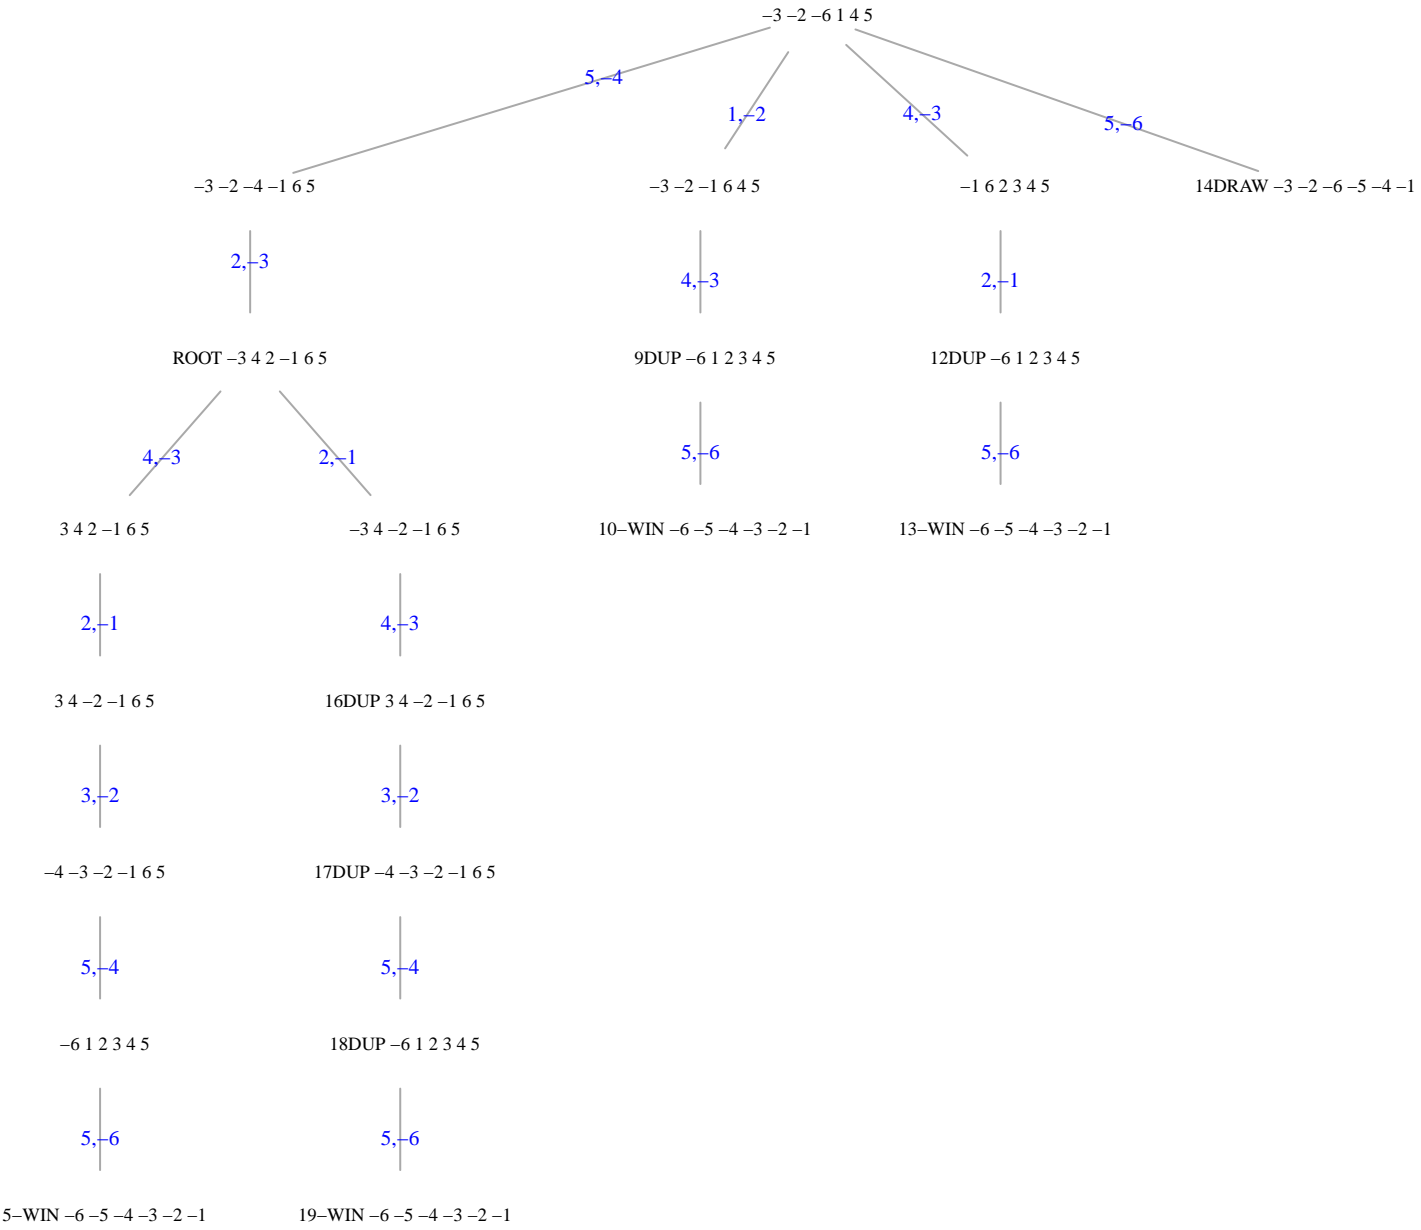 −3 −2 −6 1 4 5
5,−4
1,−2
4,−3
5,−6
−3 −2 −4 −1 6 5
−3 −2 −1 6 4 5
−1 6 2 3 4 5
14DRAW −3 −2 −6 −5 −4 −1
2,−3
4,−3
2,−1
ROOT −3 4 2 −1 6 5
9DUP −6 1 2 3 4 5
12DUP −6 1 2 3 4 5
4,−3
2,−1
5,−6
5,−6
3 4 2 −1 6 5
−3 4 −2 −1 6 5
10−WIN −6 −5 −4 −3 −2 −1
13−WIN −6 −5 −4 −3 −2 −1
2,−1
4,−3
3 4 −2 −1 6 5
16DUP 3 4 −2 −1 6 5
3,−2
3,−2
−4 −3 −2 −1 6 5
17DUP −4 −3 −2 −1 6 5
5,−4
5,−4
−6 1 2 3 4 5
18DUP −6 1 2 3 4 5
5,−6
5,−6
5−WIN −6 −5 −4 −3 −2 −1
19−WIN −6 −5 −4 −3 −2 −1